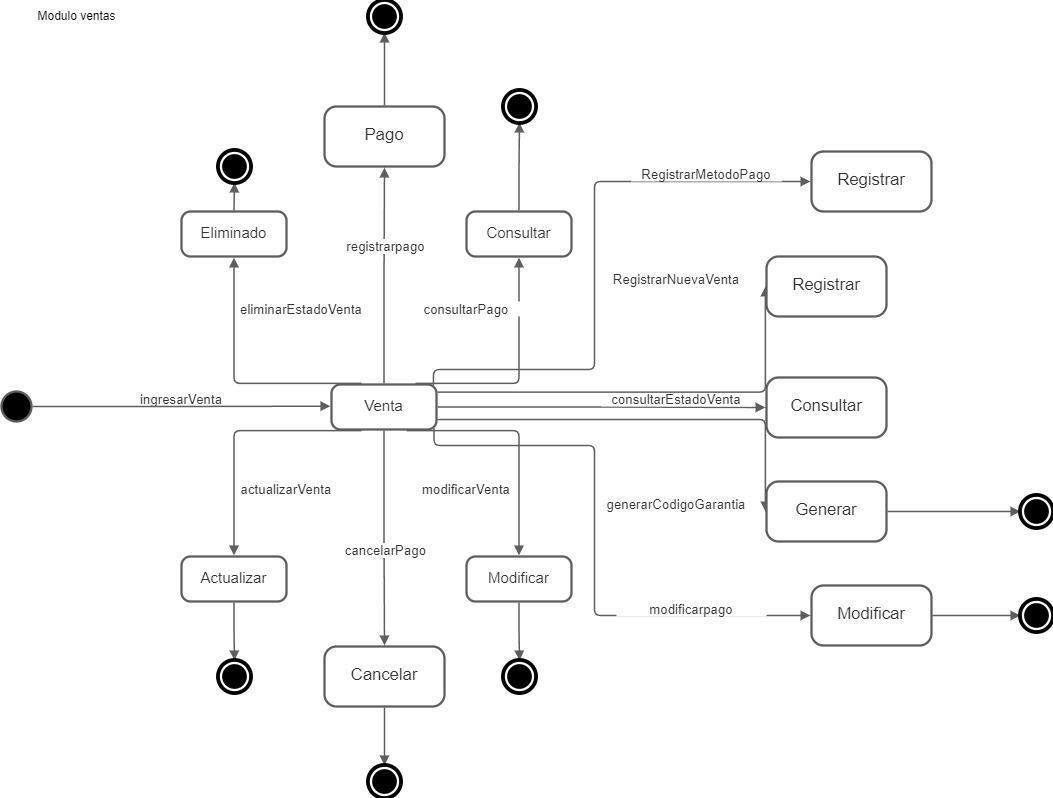 Modulo ventas
Pago
RegistrarMetodoPago
Registrar
Eliminado
Consultar
registrarpago
RegistrarNuevaVenta
Registrar
eliminarEstadoVenta
consultarPago
ingresarVenta
Venta
consultarEstadoVenta
Consultar
actualizarVenta
modificarVenta
generarCodigoGarantia
Generar
cancelarPago
Actualizar
Modificar
modificarpago
Modificar
Cancelar